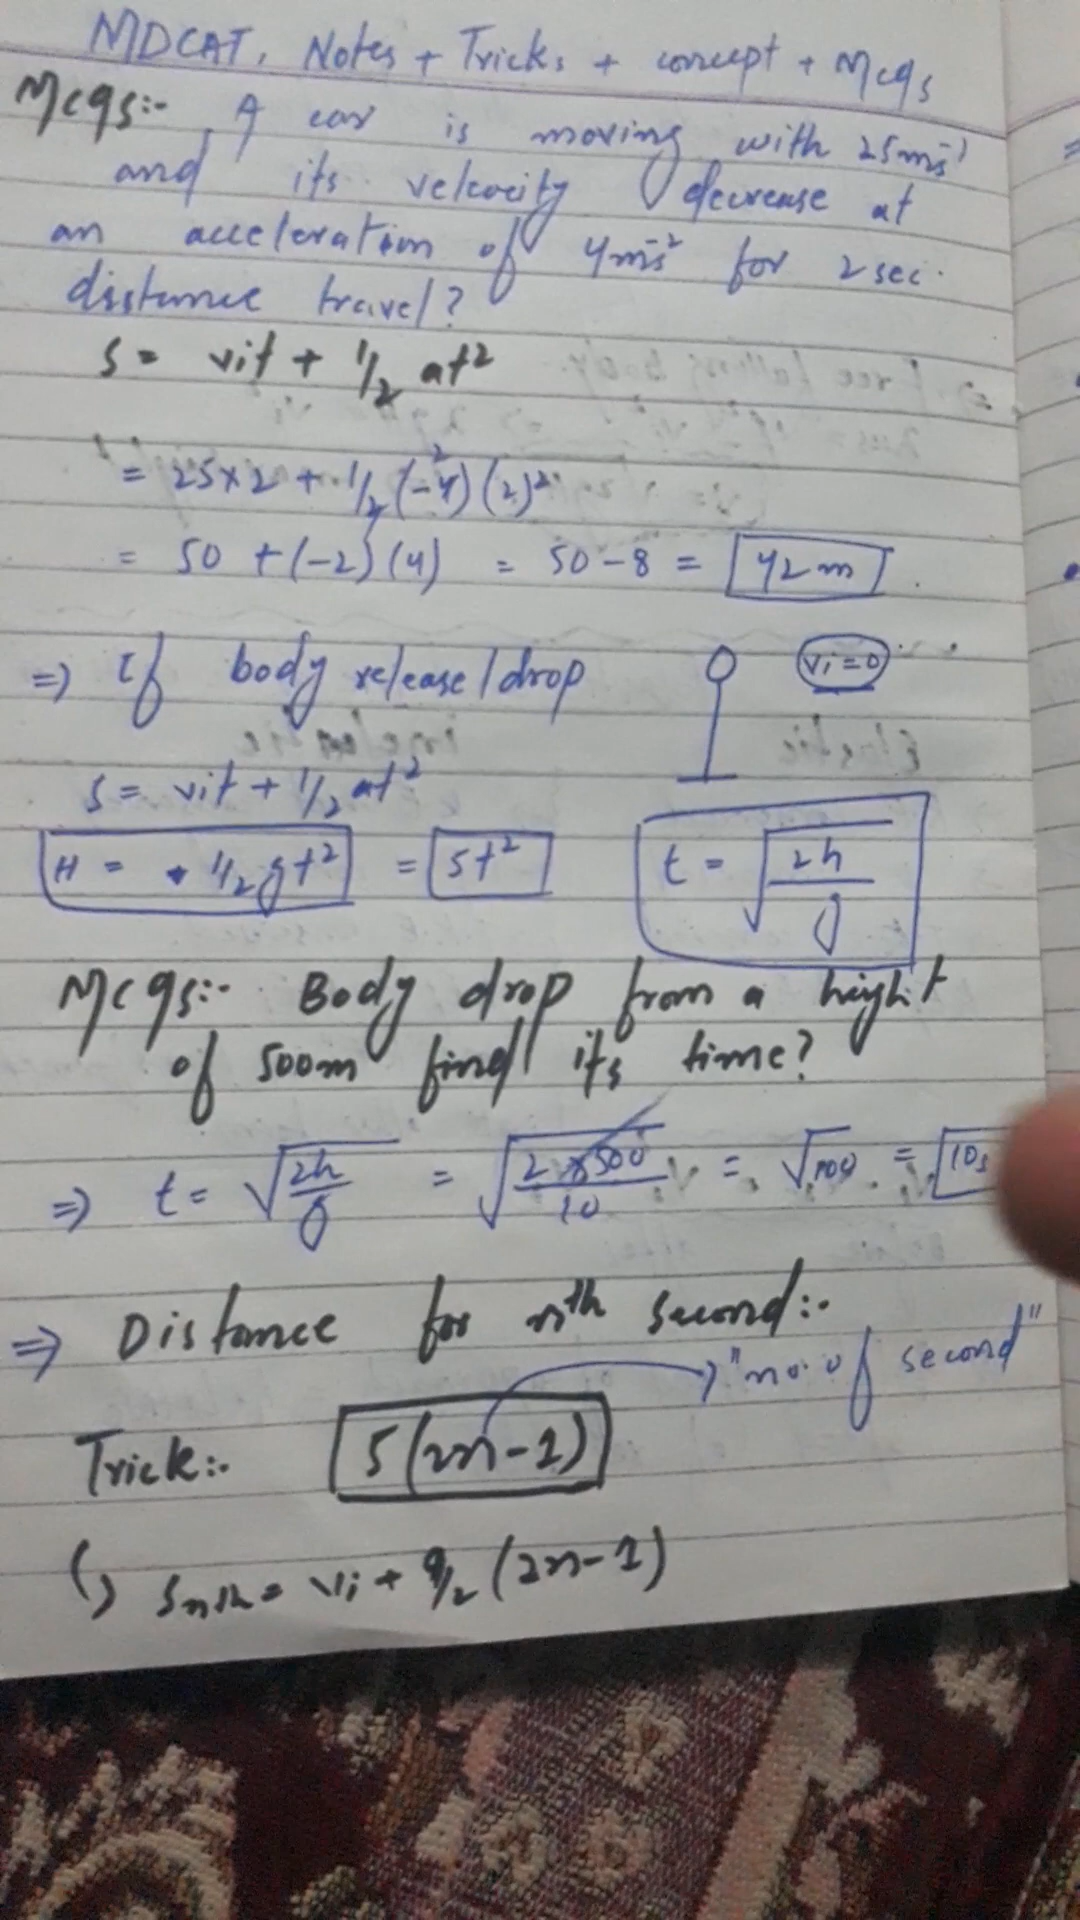 MDCAT, Notes + Tricks + concept + Mcqs
Mcqs:- A car is moving with 25ms⁻¹
and its velocity decrease at
an acceleration of 4ms⁻² for 2 sec.
distance travel?
S = vit + 1/2 at²
= 25×2 + 1/2 (-4) (2)²
= 50 + (-2) (4) = 50 - 8 = 42 m
=> If body release/drop vi=0
S = vit + 1/2 at²
H = 1/2 gt² = 5t² t = √2h/g
Mcqs:- Body drop from a height
of 500m find its time?
=> t = √2h/g = √2×500/10 = √100 = 10s
=> Distance for nth second:-
→ "no. of second"
Trick:- 5(2n-1)
↳ Snth = vi + a/2 (2n-1)